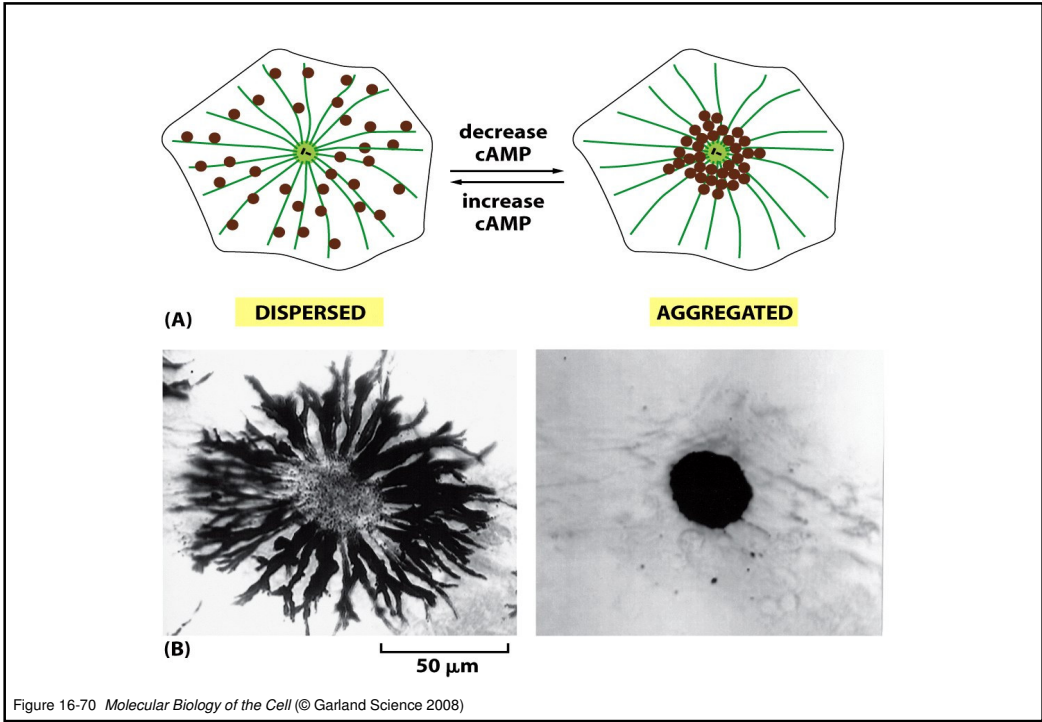 decrease
cAMP
increase
cAMP
(A)
DISPERSED
AGGREGATED
(B)
50 μm
Figure 16-70 Molecular Biology of the Cell (© Garland Science 2008)